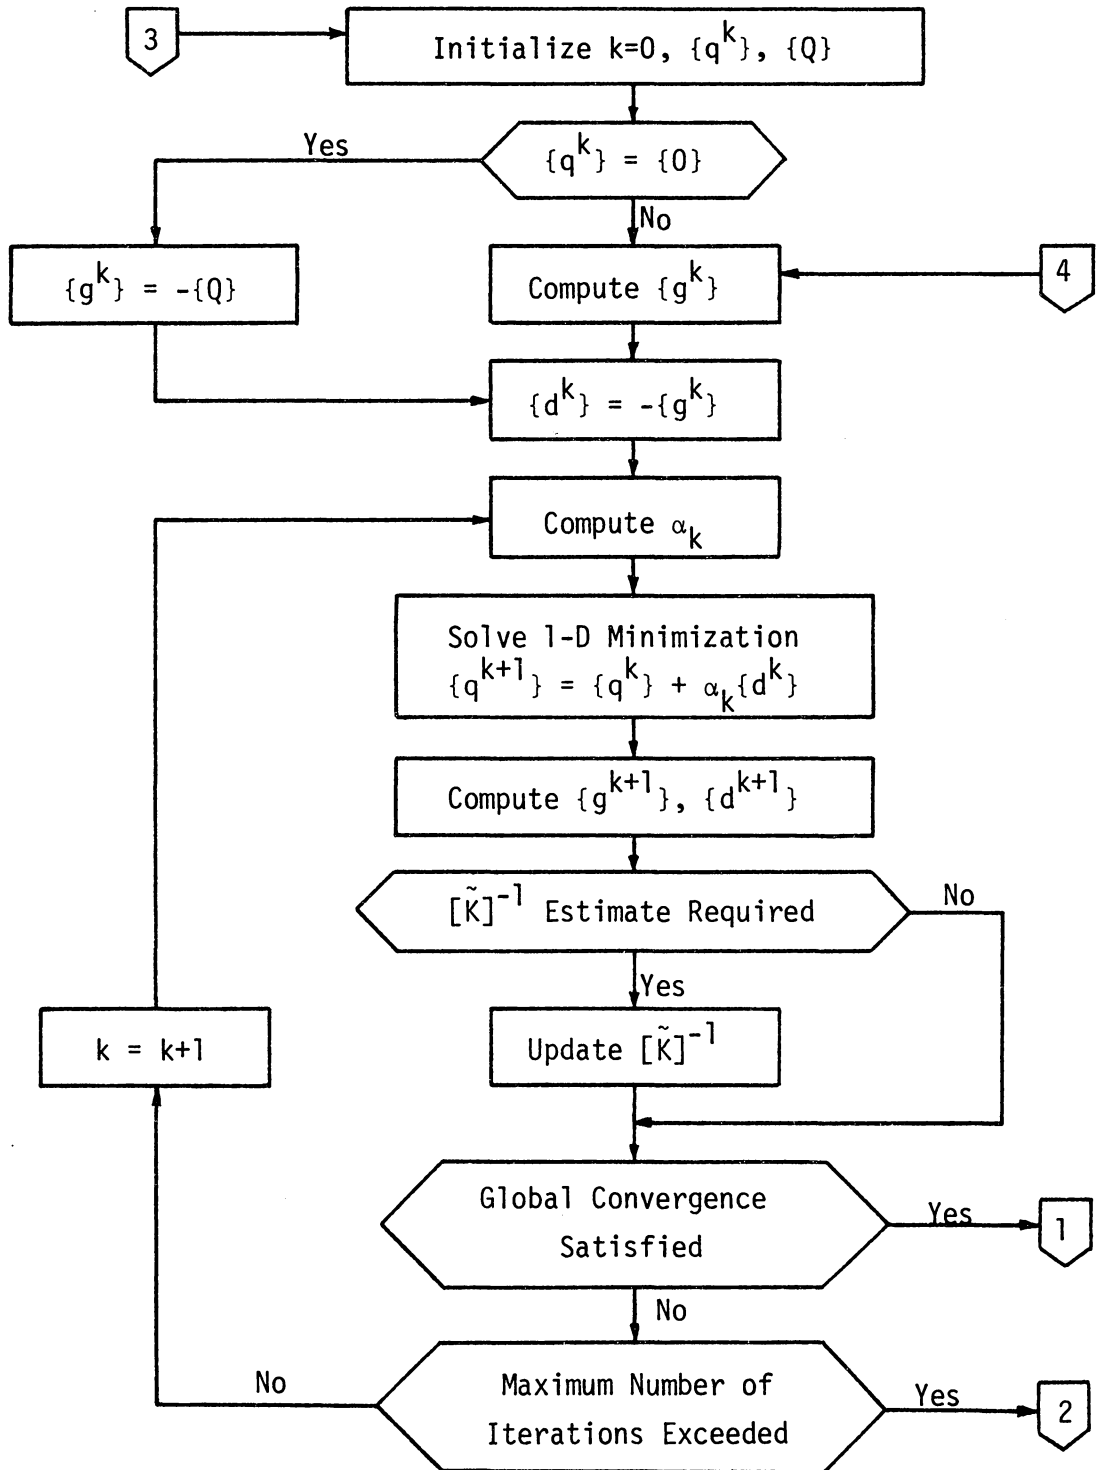 3
Initialize k=0, {q^k}, {Q}
Yes
{q^k} = {0}
No
{g^k} = -{Q}
Compute {g^k}
4
{d^k} = -{g^k}
Compute α_k
Solve 1-D Minimization
{q^{k+1}} = {q^k} + α_k{d^k}
Compute {g^{k+1}}, {d^{k+1}}
[K̃]^{-1} Estimate Required
No
Yes
k = k+1
Update [K̃]^{-1}
Global Convergence
Satisfied
Yes
1
No
No
Maximum Number of
Iterations Exceeded
Yes
2